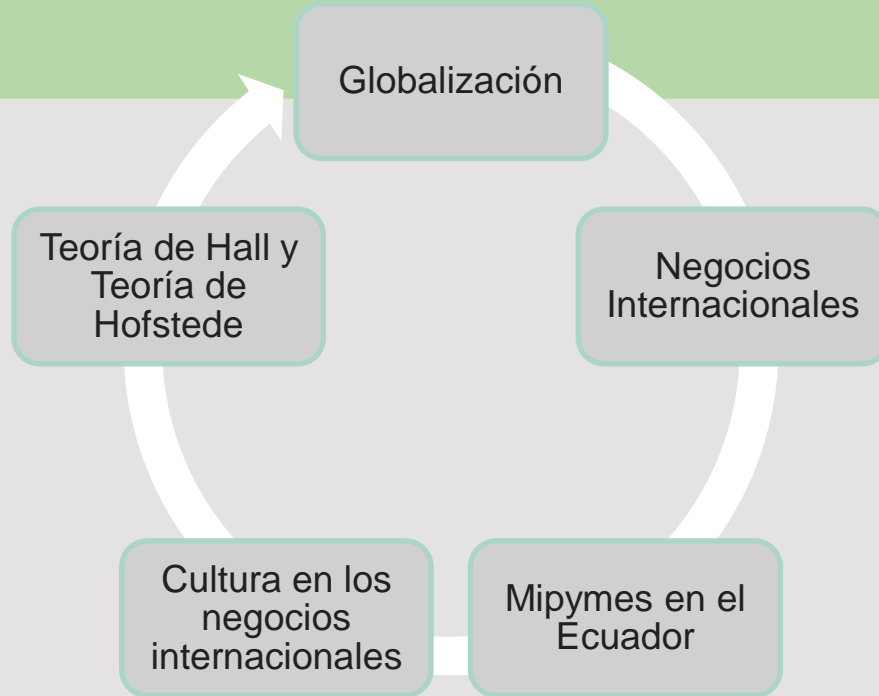 Globalización
Negocios
Internacionales
Mipymes en el
Ecuador
Cultura en los
negocios
internacionales
Teoría de Hall y
Teoría de
Hofstede